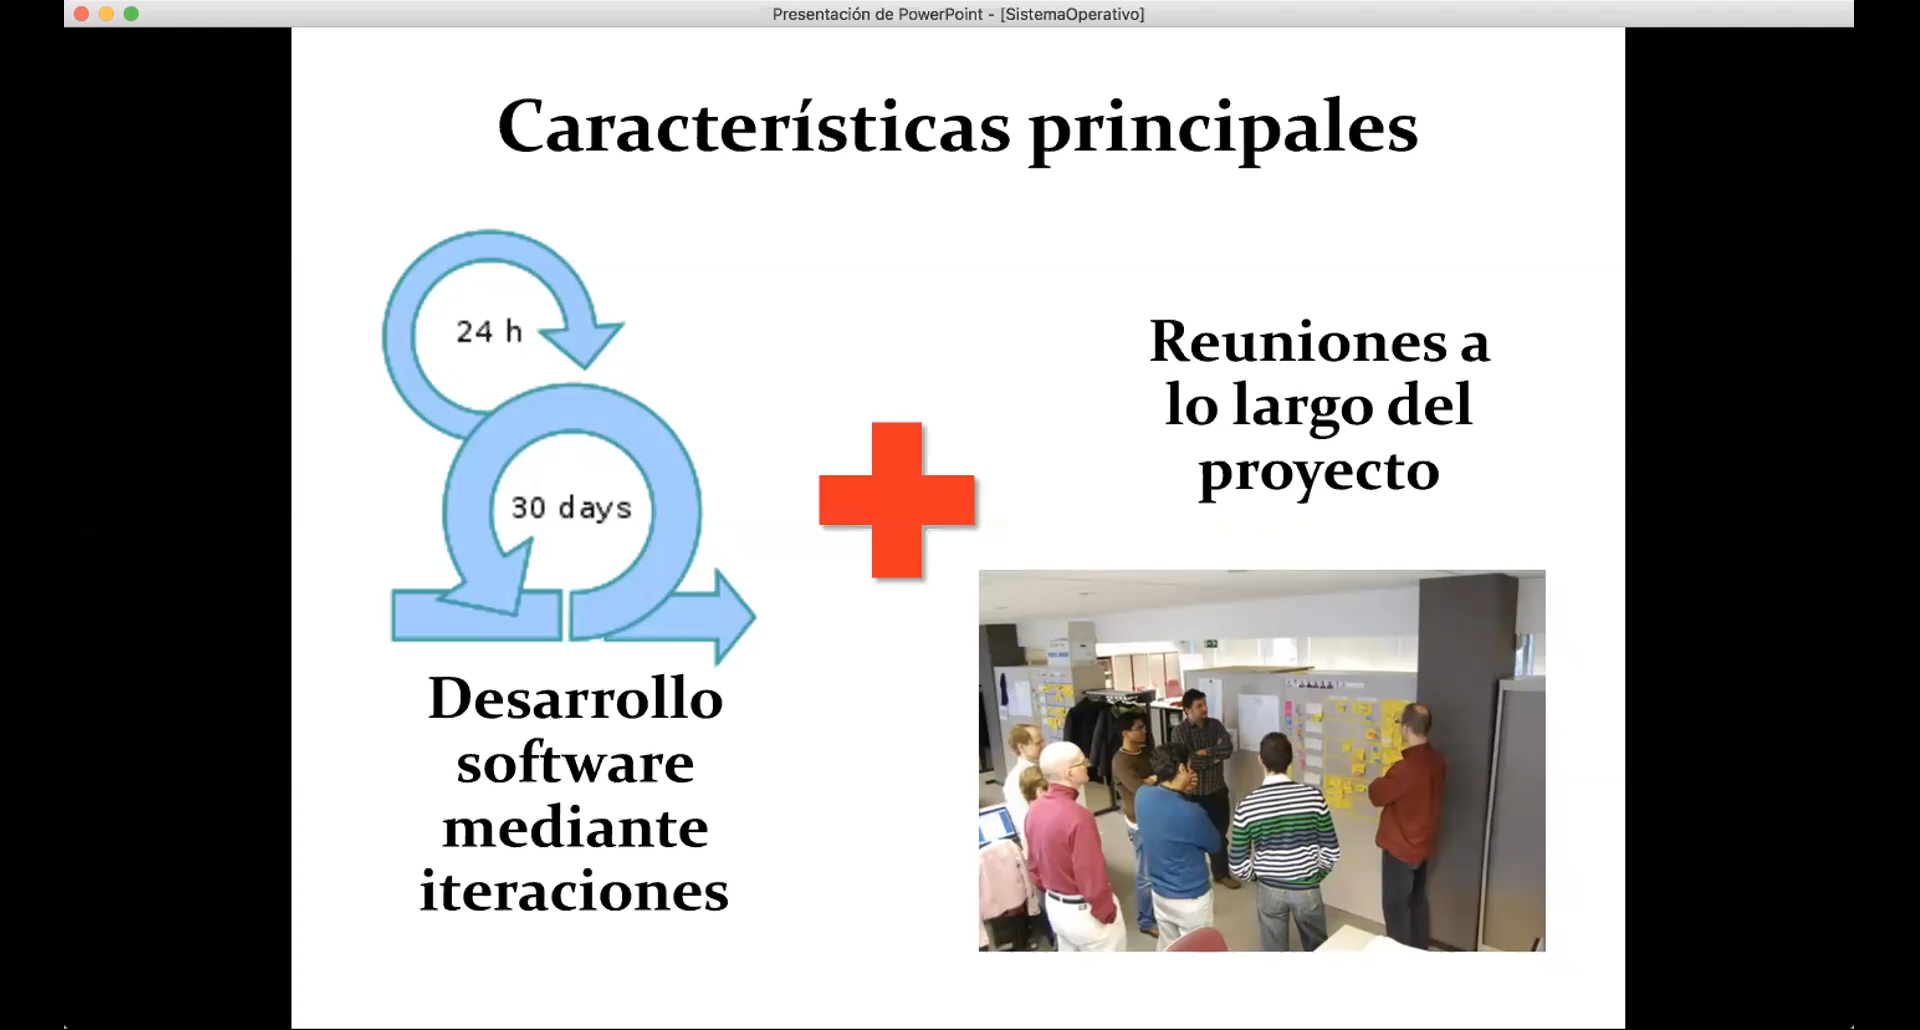 Presentación de PowerPoint - [SistemaOperativo]
Características principales
24 h
30 days
Desarrollo
software
mediante
iteraciones
Reuniones a
lo largo del
proyecto